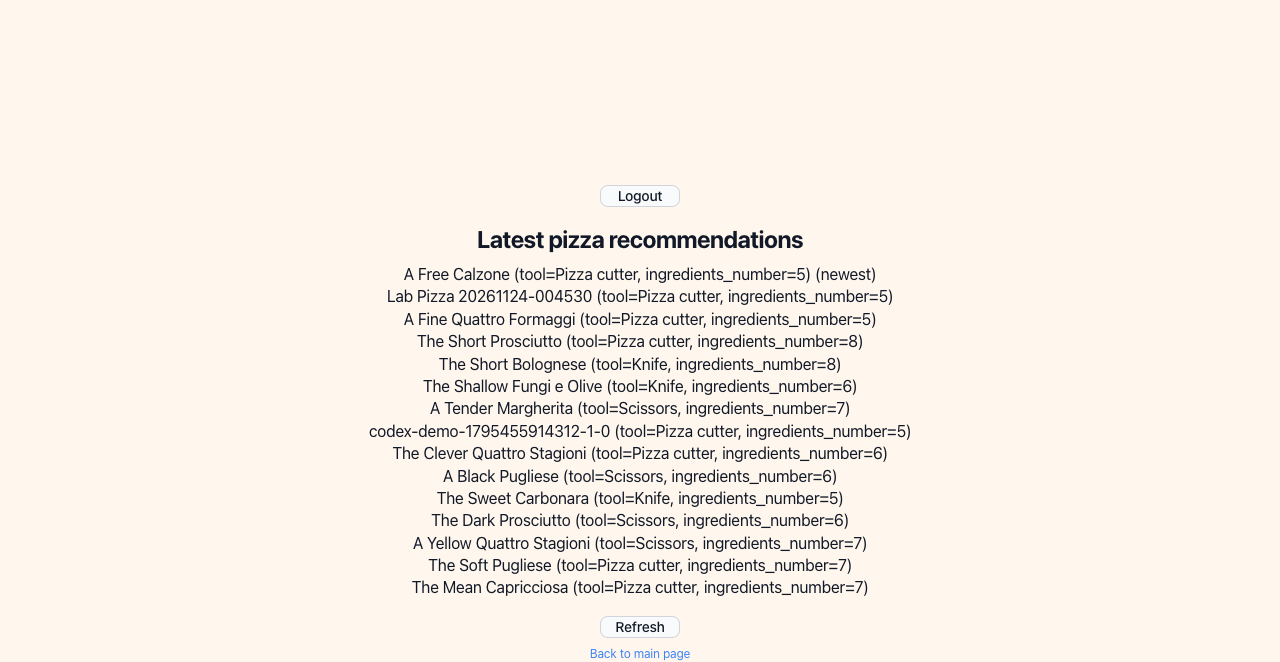 Logout
Latest pizza recommendations
A Free Calzone (tool=Pizza cutter, ingredients_number=5) (newest)
Lab Pizza 20261124-004530 (tool=Pizza cutter, ingredients_number=5)
A Fine Quattro Formaggi (tool=Pizza cutter, ingredients_number=5)
The Short Prosciutto (tool=Pizza cutter, ingredients_number=8)
The Short Bolognese (tool=Knife, ingredients_number=8)
The Shallow Fungi e Olive (tool=Knife, ingredients_number=6)
A Tender Margherita (tool=Scissors, ingredients_number=7)
codex-demo-1795455914312-1-0 (tool=Pizza cutter, ingredients_number=5)
The Clever Quattro Stagioni (tool=Pizza cutter, ingredients_number=6)
A Black Pugliese (tool=Scissors, ingredients_number=6)
The Sweet Carbonara (tool=Knife, ingredients_number=5)
The Dark Prosciutto (tool=Scissors, ingredients_number=6)
A Yellow Quattro Stagioni (tool=Scissors, ingredients_number=7)
The Soft Pugliese (tool=Pizza cutter, ingredients_number=7)
The Mean Capricciosa (tool=Pizza cutter, ingredients_number=7)
Refresh
Back to main page